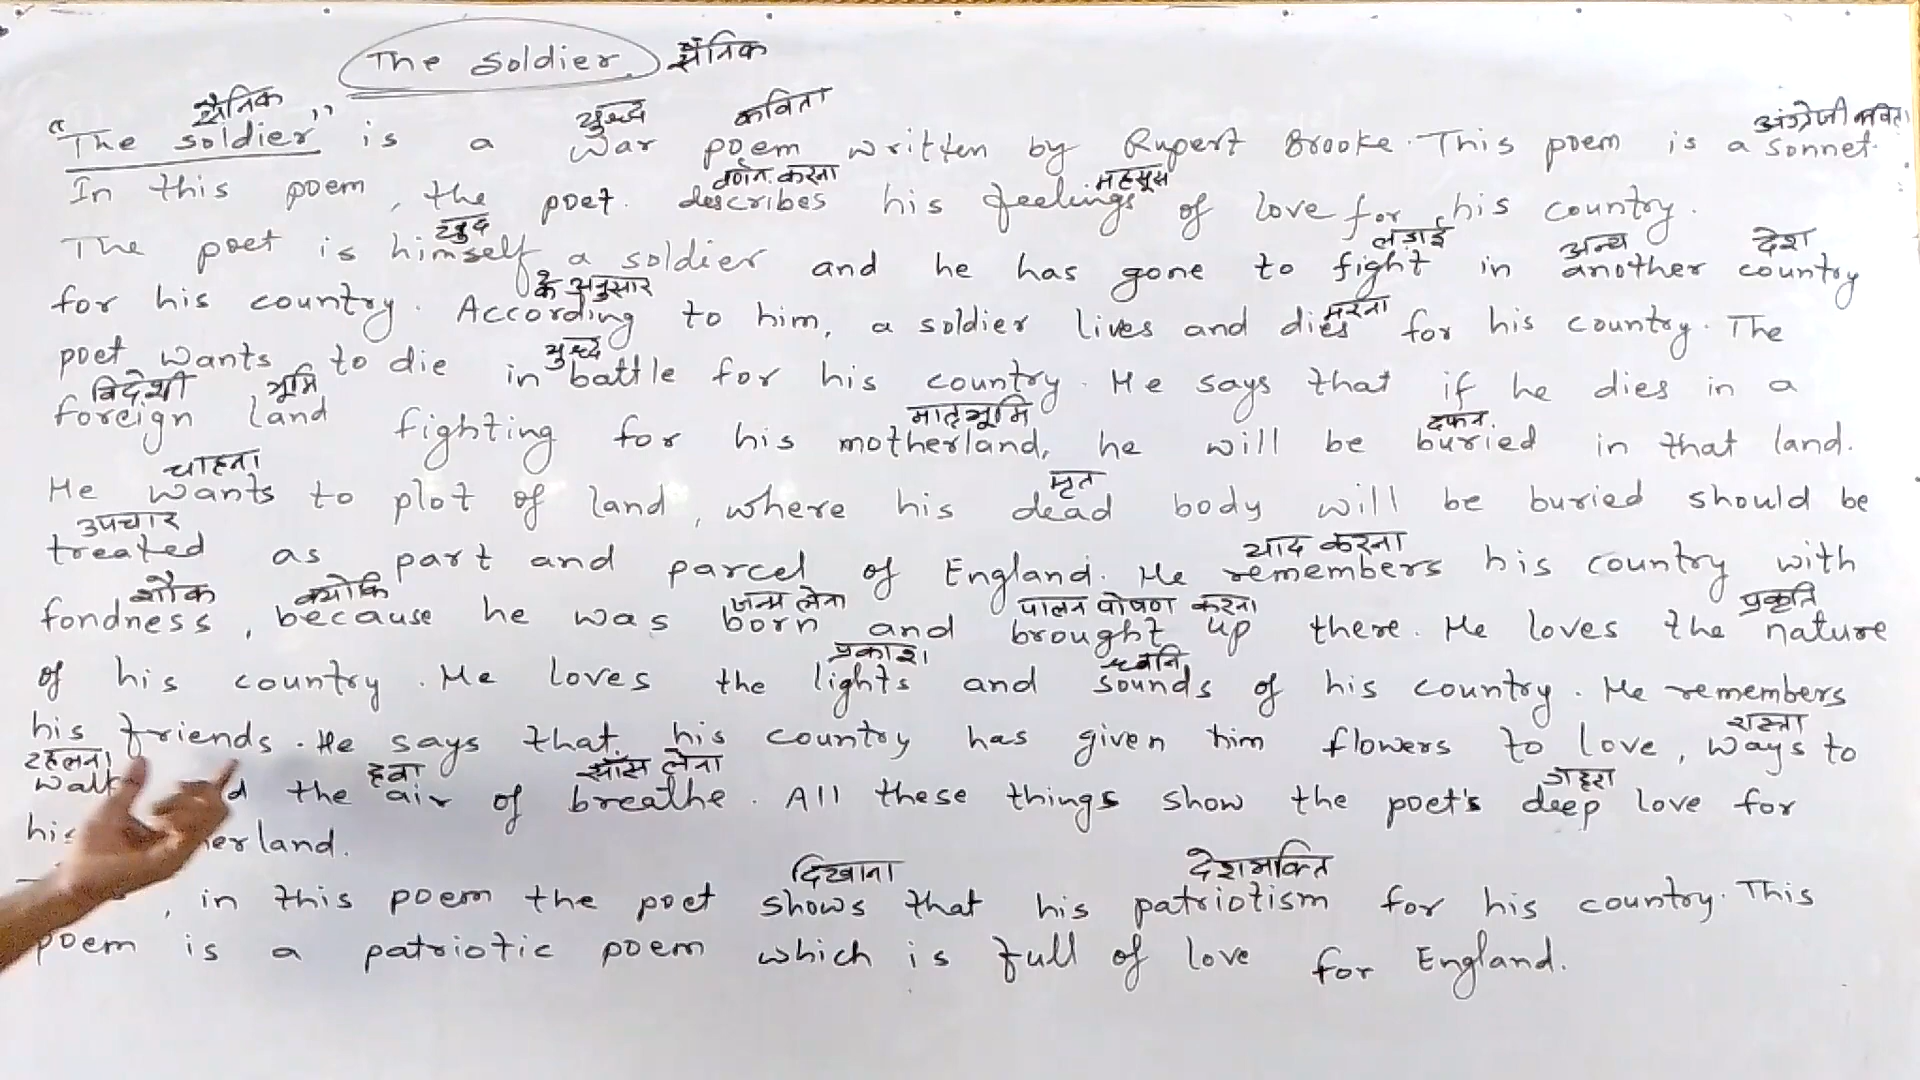 The Soldier सैनिक
सैनिक युद्ध कविता अंग्रेजी कविता
"The soldier" is a war poem written by Rupert Brooke. This poem is a sonnet.
वर्णन करना महसूस
In this poem, the poet. describes his feelings of love for his country.
खुद लड़ाई अन्य देश
The poet is himself a soldier and he has gone to fight in another country
के अनुसार मरना
for his country. According to him, a soldier lives and dies for his country. The
युद्ध
poet wants to die in battle for his country. He says that if he dies in a
विदेशी भूमि मातृभूमि दफन
foreign land fighting for his motherland, he will be buried in that land.
चाहना मृत
He wants to plot of land, where his dead body will be buried should be
उपचार याद करना
treated as part and parcel of England. He remembers his country with
शौक क्योकि जन्म लेना पालन पोषण करना प्रकृति
fondness, because he was born and brought up there. He loves the nature
प्रकाश ध्वनि
of his country. He loves the lights and sounds of his country. He remembers
रास्ता
his friends. He says that his country has given him flowers to love, ways to
टहलना हवा साँस लेना गहरा
walk the air of breathe. All these things show the poet's deep love for
his erland.
दिखाना देशभक्ति
, in this poem the poet shows that his patriotism for his country. This
poem is a patriotic poem which is full of love for England.